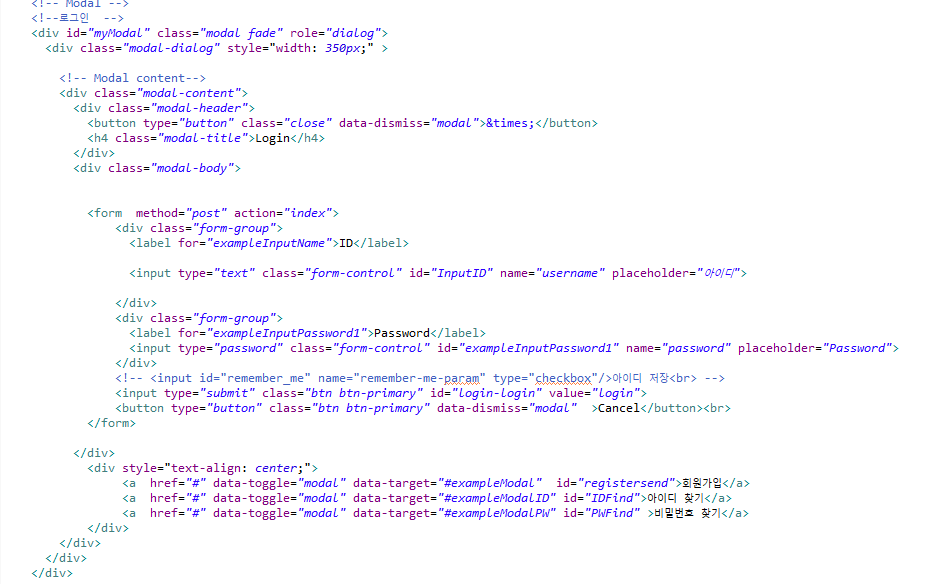 <!-- Modal -->
<!--로그인  -->
<div id="myModal" class="modal fade" role="dialog">
<div class="modal-dialog" style="width: 350px;" >
<!-- Modal content-->
<div class="modal-content">
<div class="modal-header">
<button type="button" class="close" data-dismiss="modal">&times;</button>
<h4 class="modal-title">Login</h4>
</div>
<div class="modal-body">
<form  method="post" action="index">
<div class="form-group">
<label for="exampleInputName">ID</label>
<input type="text" class="form-control" id="InputID" name="username" placeholder="아이디">
</div>
<div class="form-group">
<label for="exampleInputPassword1">Password</label>
<input type="password" class="form-control" id="exampleInputPassword1" name="password" placeholder="Password">
</div>
<!-- <input id="remember_me" name="remember-me-param" type="checkbox"/>아이디 저장<br> -->
<input type="submit" class="btn btn-primary" id="login-login" value="login">
<button type="button" class="btn btn-primary" data-dismiss="modal"  >Cancel</button><br>
</form>
</div>
<div style="text-align: center;">
<a  href="#" data-toggle="modal" data-target="#exampleModal"  id="registersend">회원가입</a>
<a  href="#" data-toggle="modal" data-target="#exampleModalID" id="IDFind">아이디 찾기</a>
<a  href="#" data-toggle="modal" data-target="#exampleModalPW" id="PWFind" >비밀번호 찾기</a>
</div>
</div>
</div>
</div>